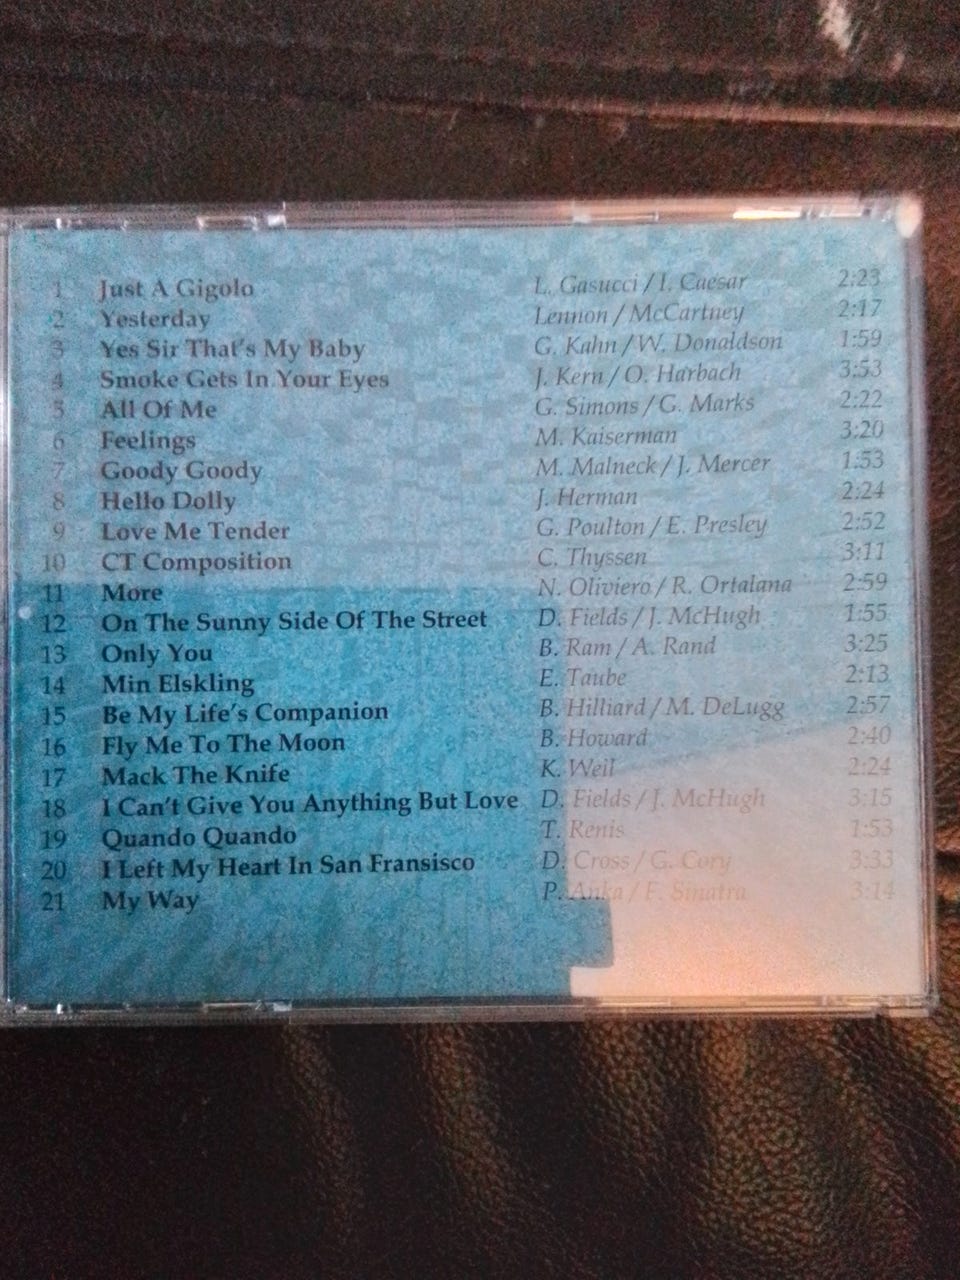 1 Just A Gigolo L. Gasucci / I. Caesar 2:23
2 Yesterday Lennon / McCartney 2:17
3 Yes Sir That's My Baby G. Kahn / W. Donaldson 1:59
4 Smoke Gets In Your Eyes J. Kern / O. Harbach 3:53
5 All Of Me G. Simons / G. Marks 2:22
6 Feelings M. Kaiserman 3:20
7 Goody Goody M. Malneck / J. Mercer 1:53
8 Hello Dolly J. Herman 2:24
9 Love Me Tender G. Poulton / E. Presley 2:52
10 CT Composition C. Thyssen 3:11
11 More N. Oliviero / R. Ortalana 2:59
12 On The Sunny Side Of The Street D. Fields / J. McHugh 1:55
13 Only You B. Ram / A. Rand 3:25
14 Min Elskling E. Taube 2:13
15 Be My Life's Companion B. Hilliard / M. DeLugg 2:57
16 Fly Me To The Moon B. Howard 2:40
17 Mack The Knife K. Weil 2:24
18 I Can't Give You Anything But Love D. Fields / J. McHugh 3:15
19 Quando Quando T. Renis 1:53
20 I Left My Heart In San Fransisco D. Cross / G. Cory 3:33
21 My Way P. Anka / F. Sinatra 3:14